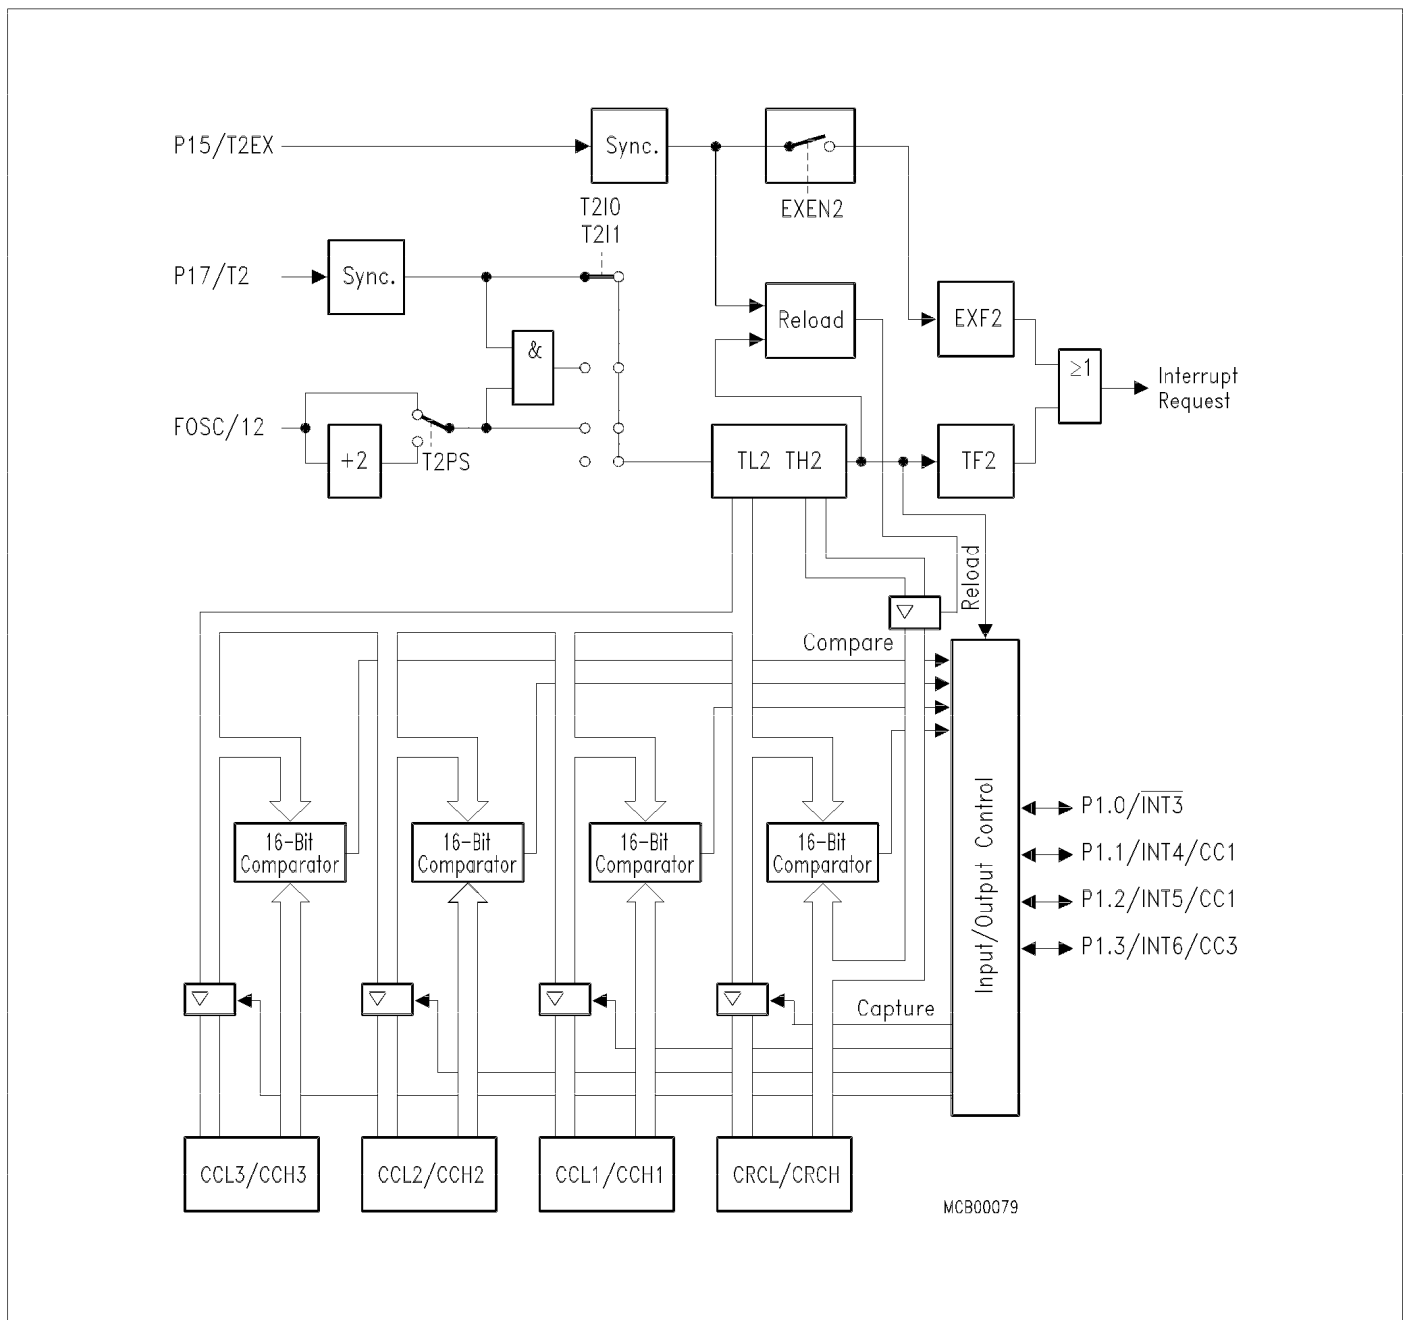 P15/T2EX
Sync.
EXEN2
T2I0
T2I1
P17/T2
Sync.
Reload
EXF2
&
≥1
Interrupt
Request
FOSC/12
+2
T2PS
TL2 TH2
TF2
Reload
Compare
16-Bit
Comparator
16-Bit
Comparator
16-Bit
Comparator
16-Bit
Comparator
Input/Output Control
P1.0/INT3
P1.1/INT4/CC1
P1.2/INT5/CC1
P1.3/INT6/CC3
Capture
CCL3/CCH3
CCL2/CCH2
CCL1/CCH1
CRCL/CRCH
MCB00079